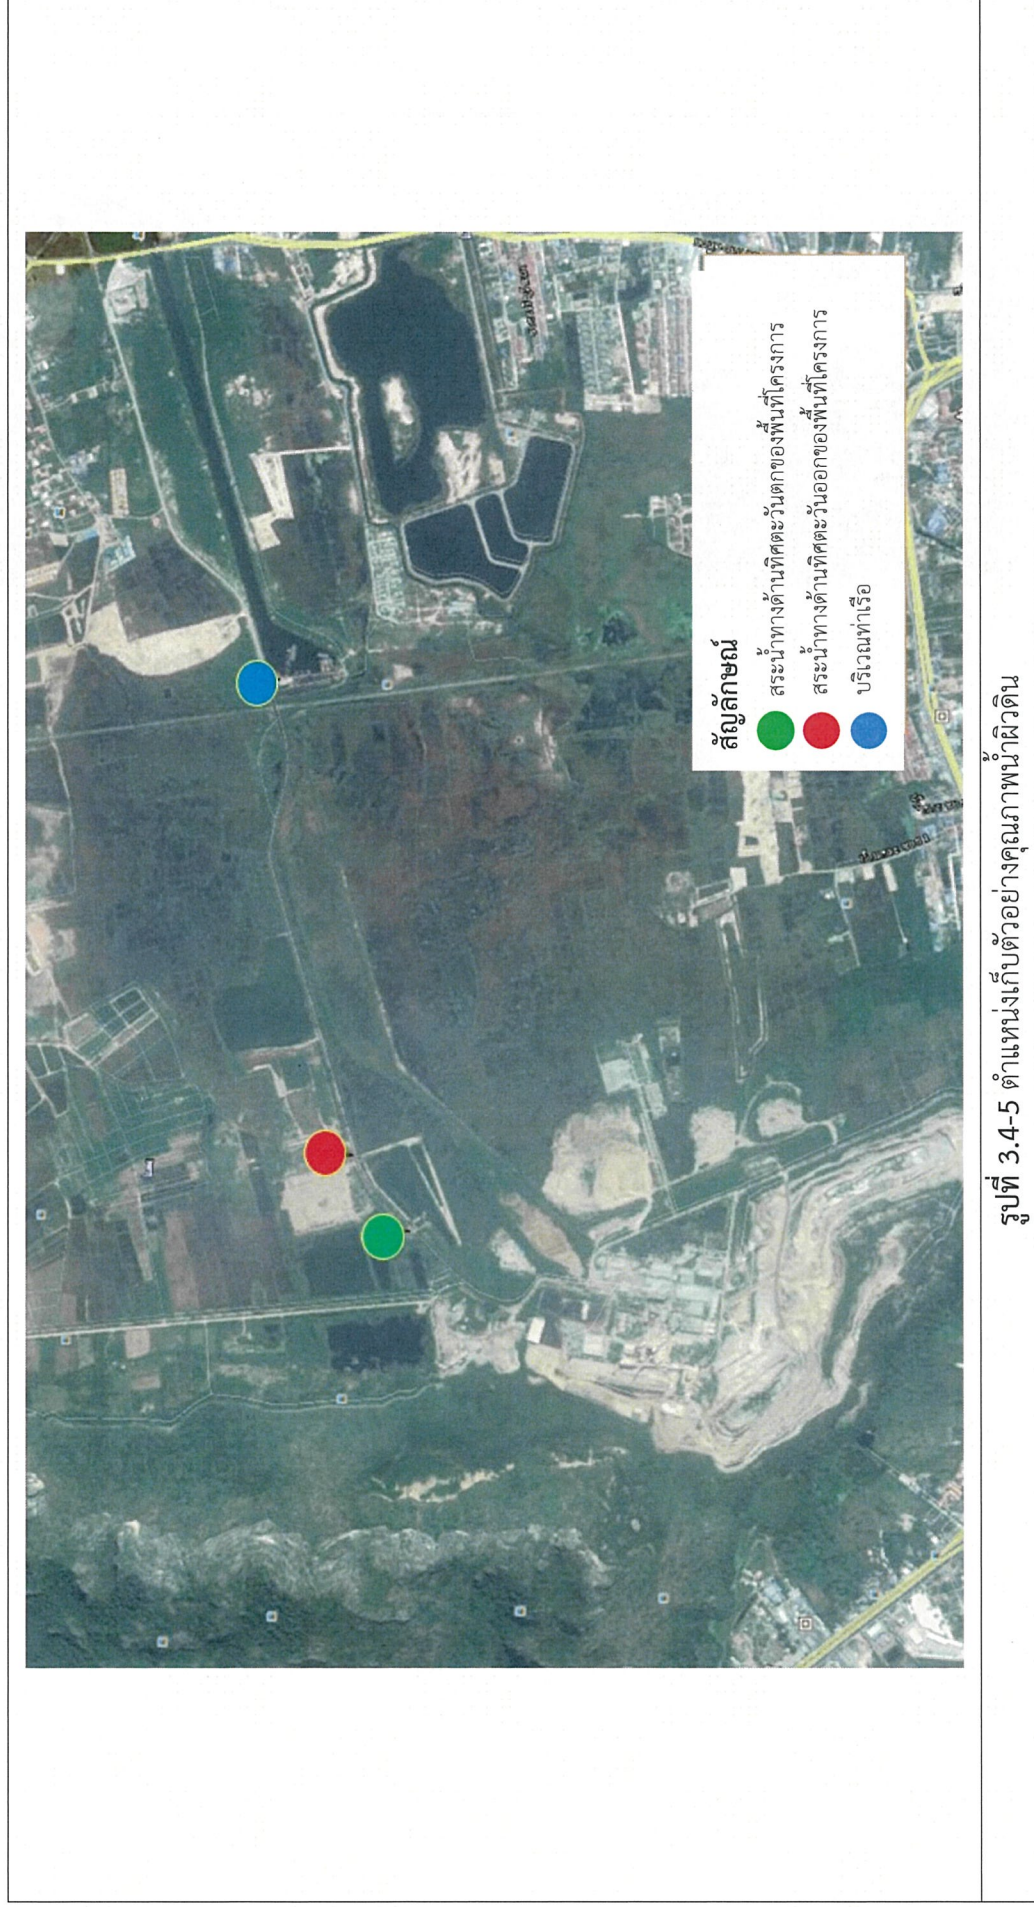 สัญลักษณ์
สระน้ำทางด้านทิศตะวันตกของพื้นที่โครงการ
สระน้ำทางด้านทิศตะวันออกของพื้นที่โครงการ
บริเวณท่าเรือ
รูปที่ 3.4-5 ตำแหน่งเก็บตัวอย่างคุณภาพน้ำผิวดิน